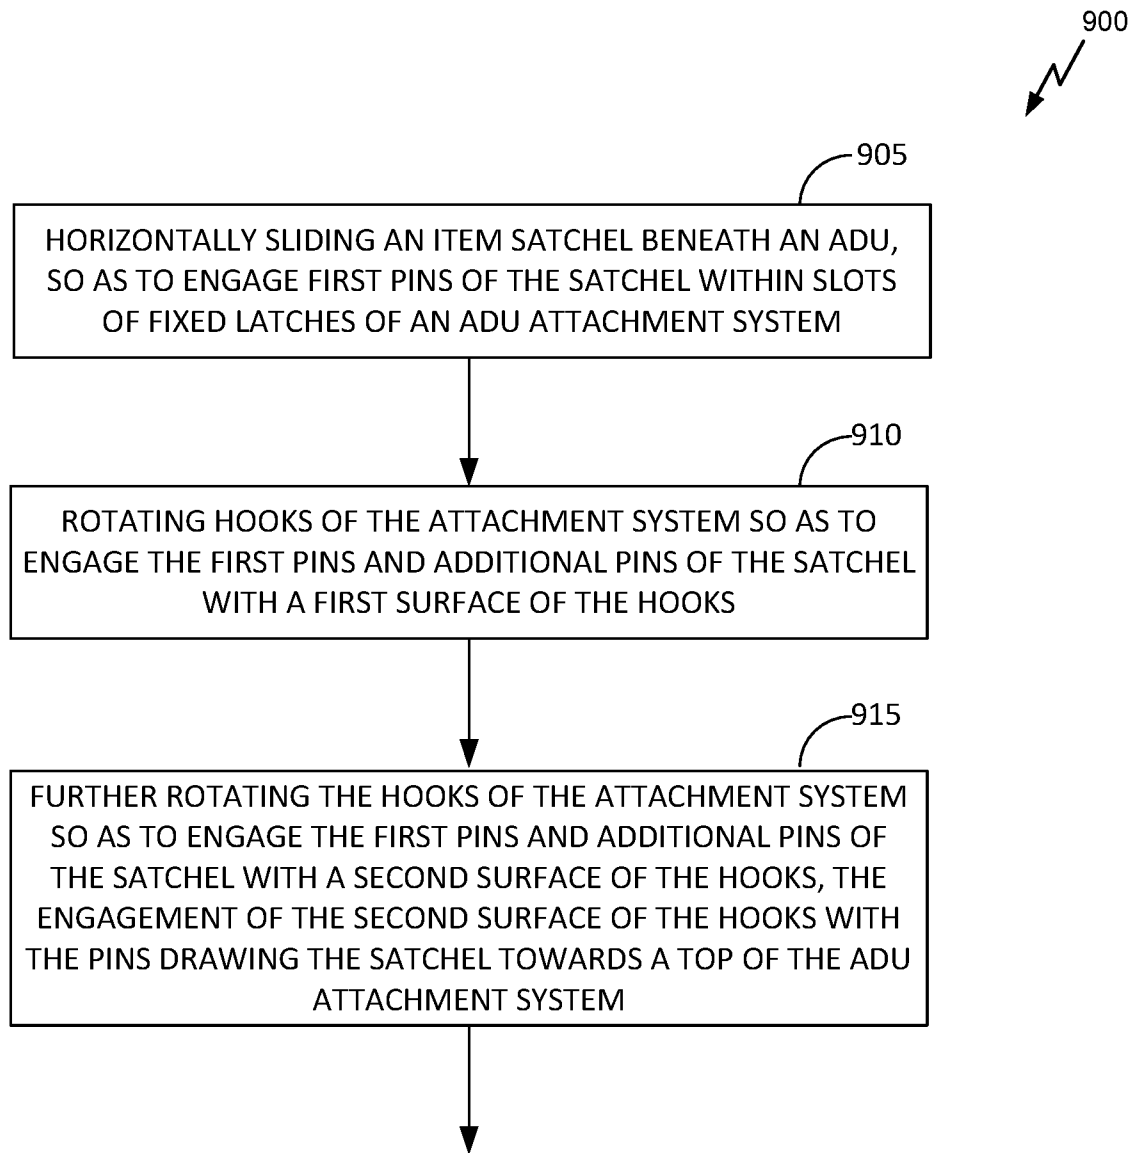 900
905
HORIZONTALLY SLIDING AN ITEM SATCHEL BENEATH AN ADU,
SO AS TO ENGAGE FIRST PINS OF THE SATCHEL WITHIN SLOTS
OF FIXED LATCHES OF AN ADU ATTACHMENT SYSTEM
910
ROTATING HOOKS OF THE ATTACHMENT SYSTEM SO AS TO
ENGAGE THE FIRST PINS AND ADDITIONAL PINS OF THE SATCHEL
WITH A FIRST SURFACE OF THE HOOKS
915
FURTHER ROTATING THE HOOKS OF THE ATTACHMENT SYSTEM
SO AS TO ENGAGE THE FIRST PINS AND ADDITIONAL PINS OF
THE SATCHEL WITH A SECOND SURFACE OF THE HOOKS, THE
ENGAGEMENT OF THE SECOND SURFACE OF THE HOOKS WITH
THE PINS DRAWING THE SATCHEL TOWARDS A TOP OF THE ADU
ATTACHMENT SYSTEM